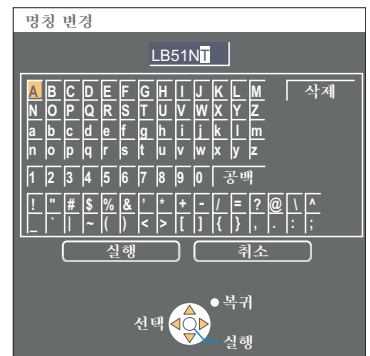 명칭 변경
LB51NT
A B C D E F G H I J K L M 삭제
N O P Q R S T U V W X Y Z
a b c d e f g h i j k l m
n o p q r s t u v w x y z
1 2 3 4 5 6 7 8 9 0 공백
! " # $ % & ' * + - / = ? @ \ ^
_ ` | ~ ( ) < > [ ] { } , . : ;
실행 취소
복귀
선택
실행